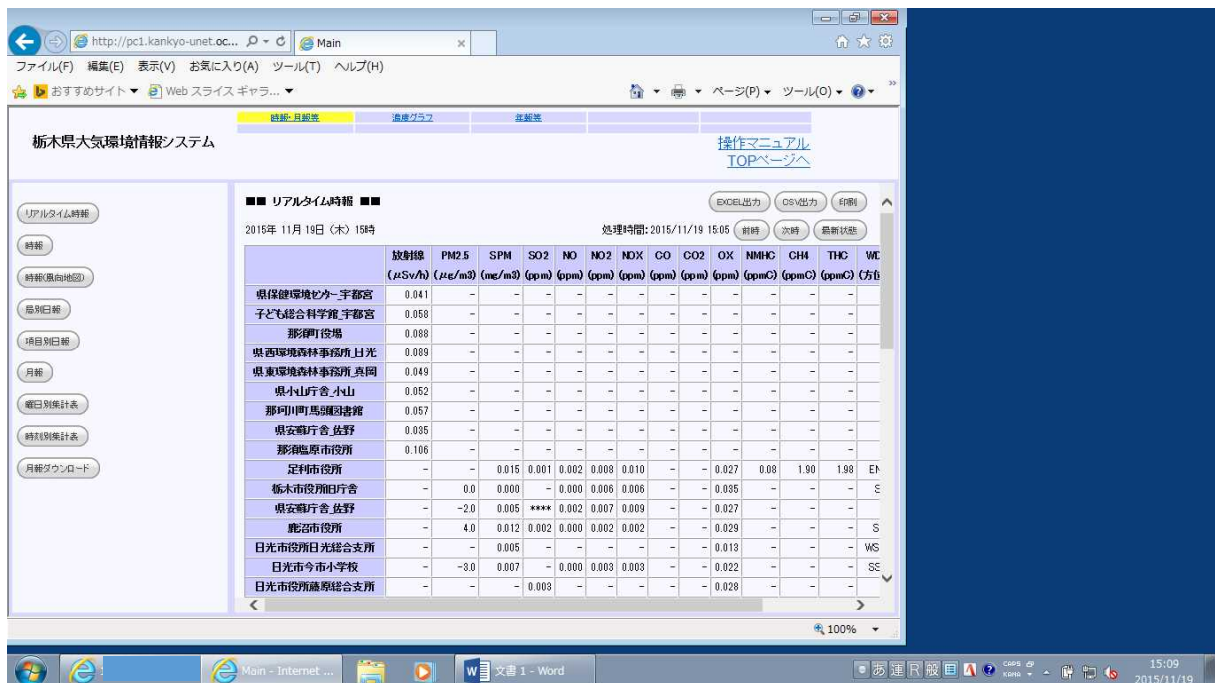 http://pc1.kankyo-unet.oc... Main
ファイル(F) 編集(E) 表示(V) お気に入り(A) ツール(T) ヘルプ(H)
おすすめサイト▼ Web スライス ギャラ...▼ ページ(P)▼ ツール(O)▼
時報・月報等 濃度グラフ 年報等
栃木県大気環境情報システム
操作マニュアル
TOPページへ
リアルタイム時報
時報
時報(風向地図)
局別日報
項目別日報
月報
曜日別集計表
時刻別集計表
月報ダウンロード
■■ リアルタイム時報 ■■ EXCEL出力 CSV出力 印刷
2015年 11月 19日(木) 15時 処理時間:2015/11/19 15:05 前時 次時 最新状態
放射線 PM2.5 SPM SO2 NO NO2 NOX CO CO2 OX NMHC CH4 THC WD
(μSv/h) (μg/m3) (mg/m3) (ppm) (ppm) (ppm) (ppm) (ppm) (ppm) (ppm) (ppmC) (ppmC) (ppmC) (方位
県保健環境センター_宇都宮 0.041 - - - - - - - - - - - -
子ども総合科学館_宇都宮 0.058 - - - - - - - - - - - -
那須町役場 0.088 - - - - - - - - - - - -
県西環境森林事務所_日光 0.089 - - - - - - - - - - - -
県東環境森林事務所_真岡 0.049 - - - - - - - - - - - -
県小山庁舎_小山 0.052 - - - - - - - - - - - -
那珂川町馬頭図書館 0.057 - - - - - - - - - - - -
県安蘇庁舎_佐野 0.035 - - - - - - - - - - - -
那須塩原市役所 0.106 - - - - - - - - - - - -
足利市役所 - - 0.015 0.001 0.002 0.008 0.010 - - 0.027 0.08 1.90 1.98 EN
栃木市役所旧庁舎 - 0.0 0.000 - 0.000 0.006 0.006 - - 0.035 - - - S
県安蘇庁舎_佐野 - -2.0 0.005 **** 0.002 0.007 0.009 - - 0.027 - - -
鹿沼市役所 - 4.0 0.012 0.002 0.000 0.002 0.002 - - 0.029 - - - S
日光市役所日光総合支所 - - 0.005 - - - - - - 0.013 - - - WS
日光市今市小学校 - -3.0 0.007 - 0.000 0.003 0.003 - - 0.022 - - - SS
日光市役所藤原総合支所 - - - 0.003 - - - - - 0.028 - - -
100% ▼
Main - Internet ... 文書 1 - Word あ 連 R 般 CAPS KANA 15:09
2015/11/19